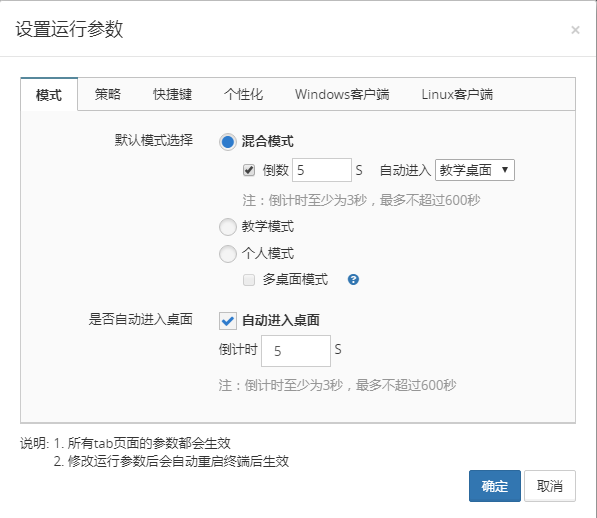 设置运行参数 ×
模式 策略 快捷键 个性化 Windows客户端 Linux客户端
默认模式选择 混合模式
倒数 5 S 自动进入 教学桌面
注：倒计时至少为3秒，最多不超过600秒
教学模式
个人模式
多桌面模式 ?
是否自动进入桌面 自动进入桌面
倒计时 5 S
注：倒计时至少为3秒，最多不超过600秒
说明: 1. 所有tab页面的参数都会生效
2. 修改运行参数后会自动重启终端后生效
确定 取消